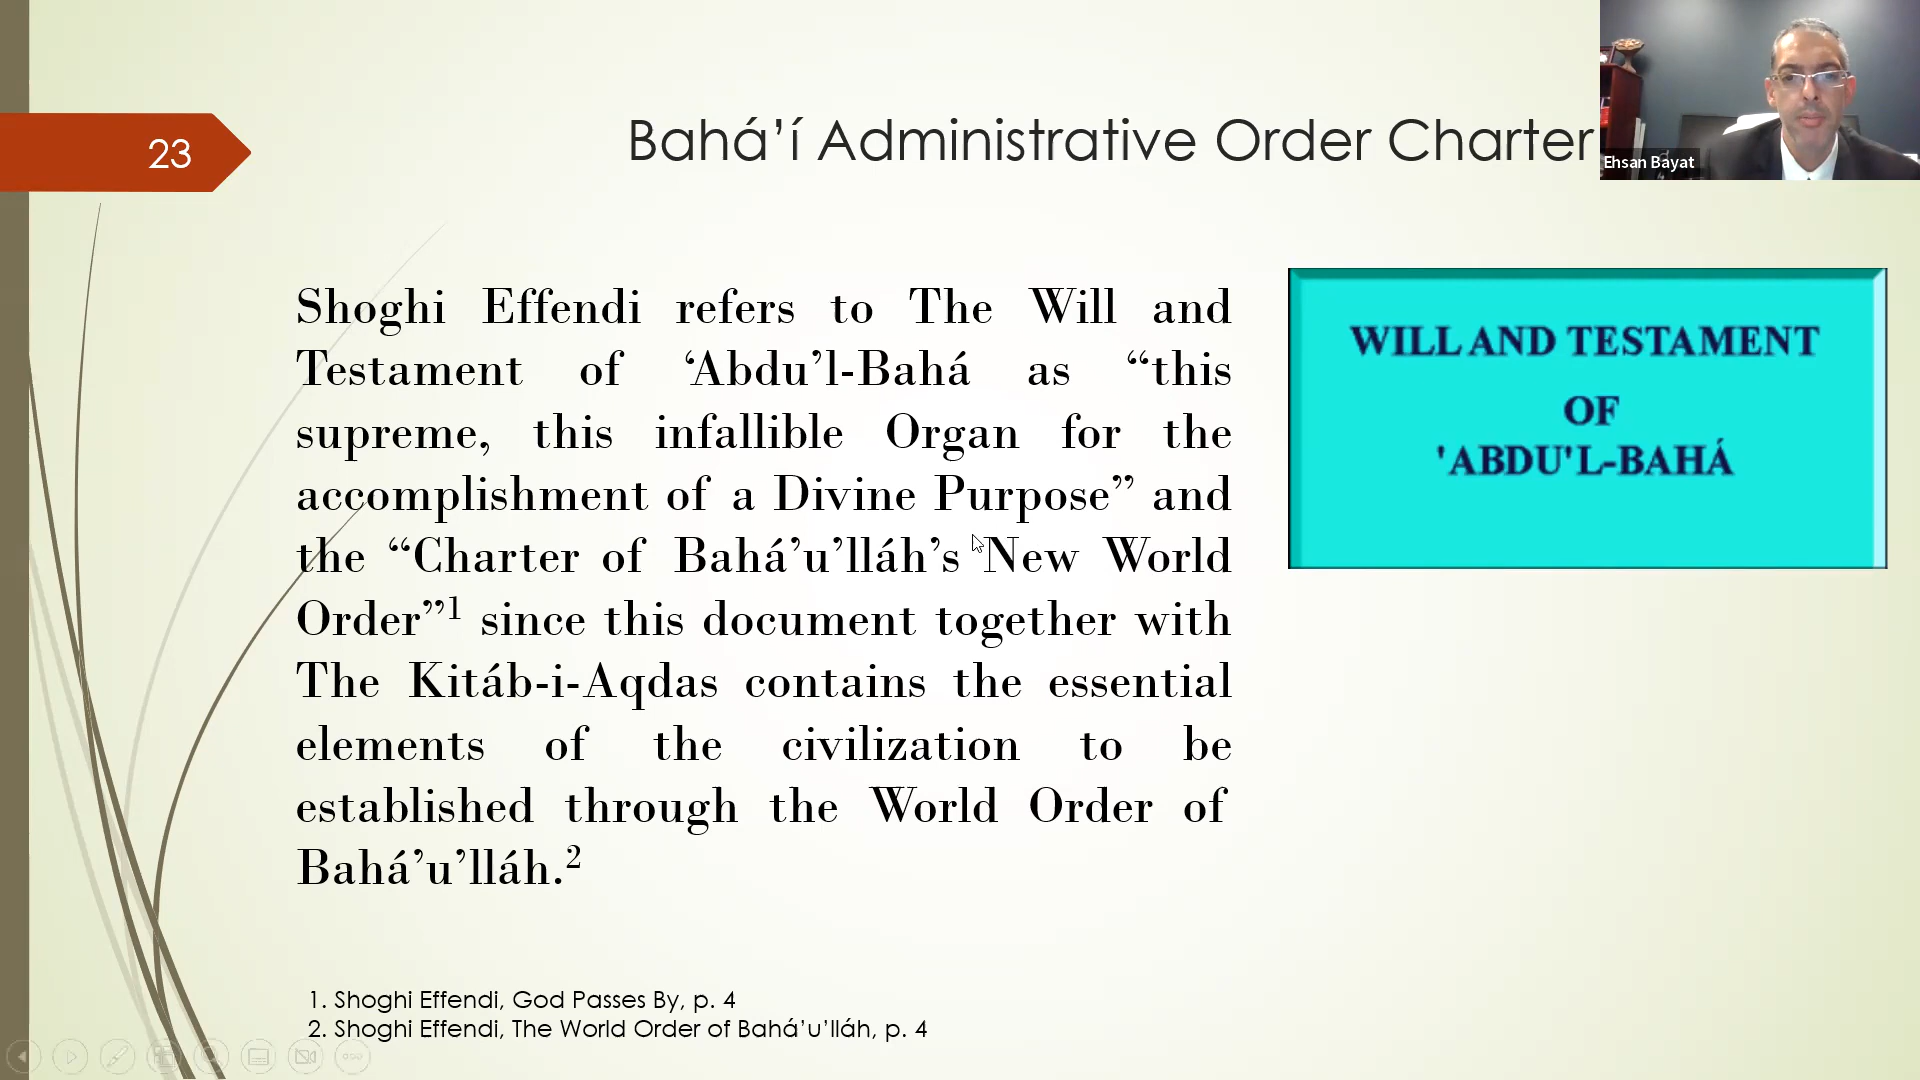 23
Bahá’í Administrative Order Charter
Ehsan Bayat
Shoghi Effendi refers to The Will and
Testament of ‘Abdu’l-Bahá as “this
supreme, this infallible Organ for the
accomplishment of a Divine Purpose” and
the “Charter of Bahá’u’lláh’s New World
Order”1 since this document together with
The Kitáb-i-Aqdas contains the essential
elements of the civilization to be
established through the World Order of
Bahá’u’lláh.2
WILL AND TESTAMENT
OF
'ABDU'L-BAHÁ
1. Shoghi Effendi, God Passes By, p. 4
2. Shoghi Effendi, The World Order of Bahá’u’lláh, p. 4